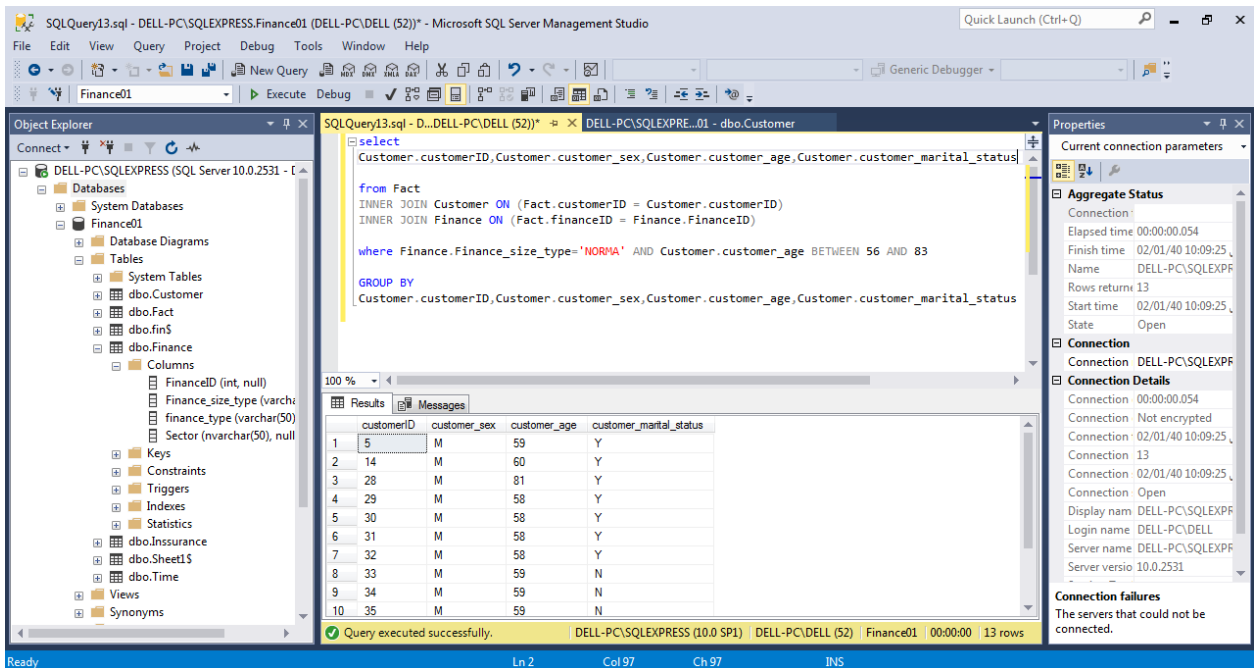 SQLQuery13.sql - DELL-PC\SQLEXPRESS.Finance01 (DELL-PC\DELL (52))* - Microsoft SQL Server Management Studio
Quick Launch (Ctrl+Q)
File Edit View Query Project Debug Tools Window Help
New Query
Generic Debugger
Finance01
Execute Debug
Object Explorer
Connect
DELL-PC\SQLEXPRESS (SQL Server 10.0.2531 - [
Databases
System Databases
Finance01
Database Diagrams
Tables
System Tables
dbo.Customer
dbo.Fact
dbo.fin$
dbo.Finance
Columns
FinanceID (int, null)
Finance_size_type (varcha
finance_type (varchar(50)
Sector (nvarchar(50), null
Keys
Constraints
Triggers
Indexes
Statistics
dbo.Inssurance
dbo.Sheet1$
dbo.Time
Views
Synonyms
SQLQuery13.sql - D...DELL-PC\DELL (52))*
DELL-PC\SQLEXPRE...01 - dbo.Customer
select
Customer.customerID,Customer.customer_sex,Customer.customer_age,Customer.customer_marital_status
from Fact
INNER JOIN Customer ON (Fact.customerID = Customer.customerID)
INNER JOIN Finance ON (Fact.financeID = Finance.FinanceID)
where Finance.Finance_size_type='NORMA' AND Customer.customer_age BETWEEN 56 AND 83
GROUP BY
Customer.customerID,Customer.customer_sex,Customer.customer_age,Customer.customer_marital_status
100 %
Results Messages
customerID customer_sex customer_age customer_marital_status
1 5 M 59 Y
2 14 M 60 Y
3 28 M 81 Y
4 29 M 58 Y
5 30 M 58 Y
6 31 M 58 Y
7 32 M 58 Y
8 33 M 59 N
9 34 M 59 N
10 35 M 59 N
Query executed successfully.
DELL-PC\SQLEXPRESS (10.0 SP1) DELL-PC\DELL (52) Finance01 00:00:00 13 rows
Properties
Current connection parameters
Aggregate Status
Connection
Elapsed time 00:00:00.054
Finish time 02/01/40 10:09:25
Name DELL-PC\SQLEXPR
Rows returne 13
Start time 02/01/40 10:09:25
State Open
Connection
Connection DELL-PC\SQLEXPR
Connection Details
Connection 00:00:00.054
Connection Not encrypted
Connection 02/01/40 10:09:25
Connection 13
Connection 02/01/40 10:09:25
Connection Open
Display nam DELL-PC\SQLEXPR
Login name DELL-PC\DELL
Server name DELL-PC\SQLEXPR
Server versio 10.0.2531
Connection failures
The servers that could not be
connected.
Ready Ln 2 Col 97 Ch 97 INS